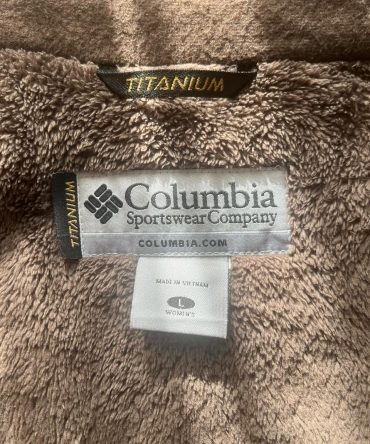 TITANIUM
TITANIUM
Columbia
Sportswear Company
COLUMBIA.COM
MADE IN VIETNAM
L
WOMEN'S